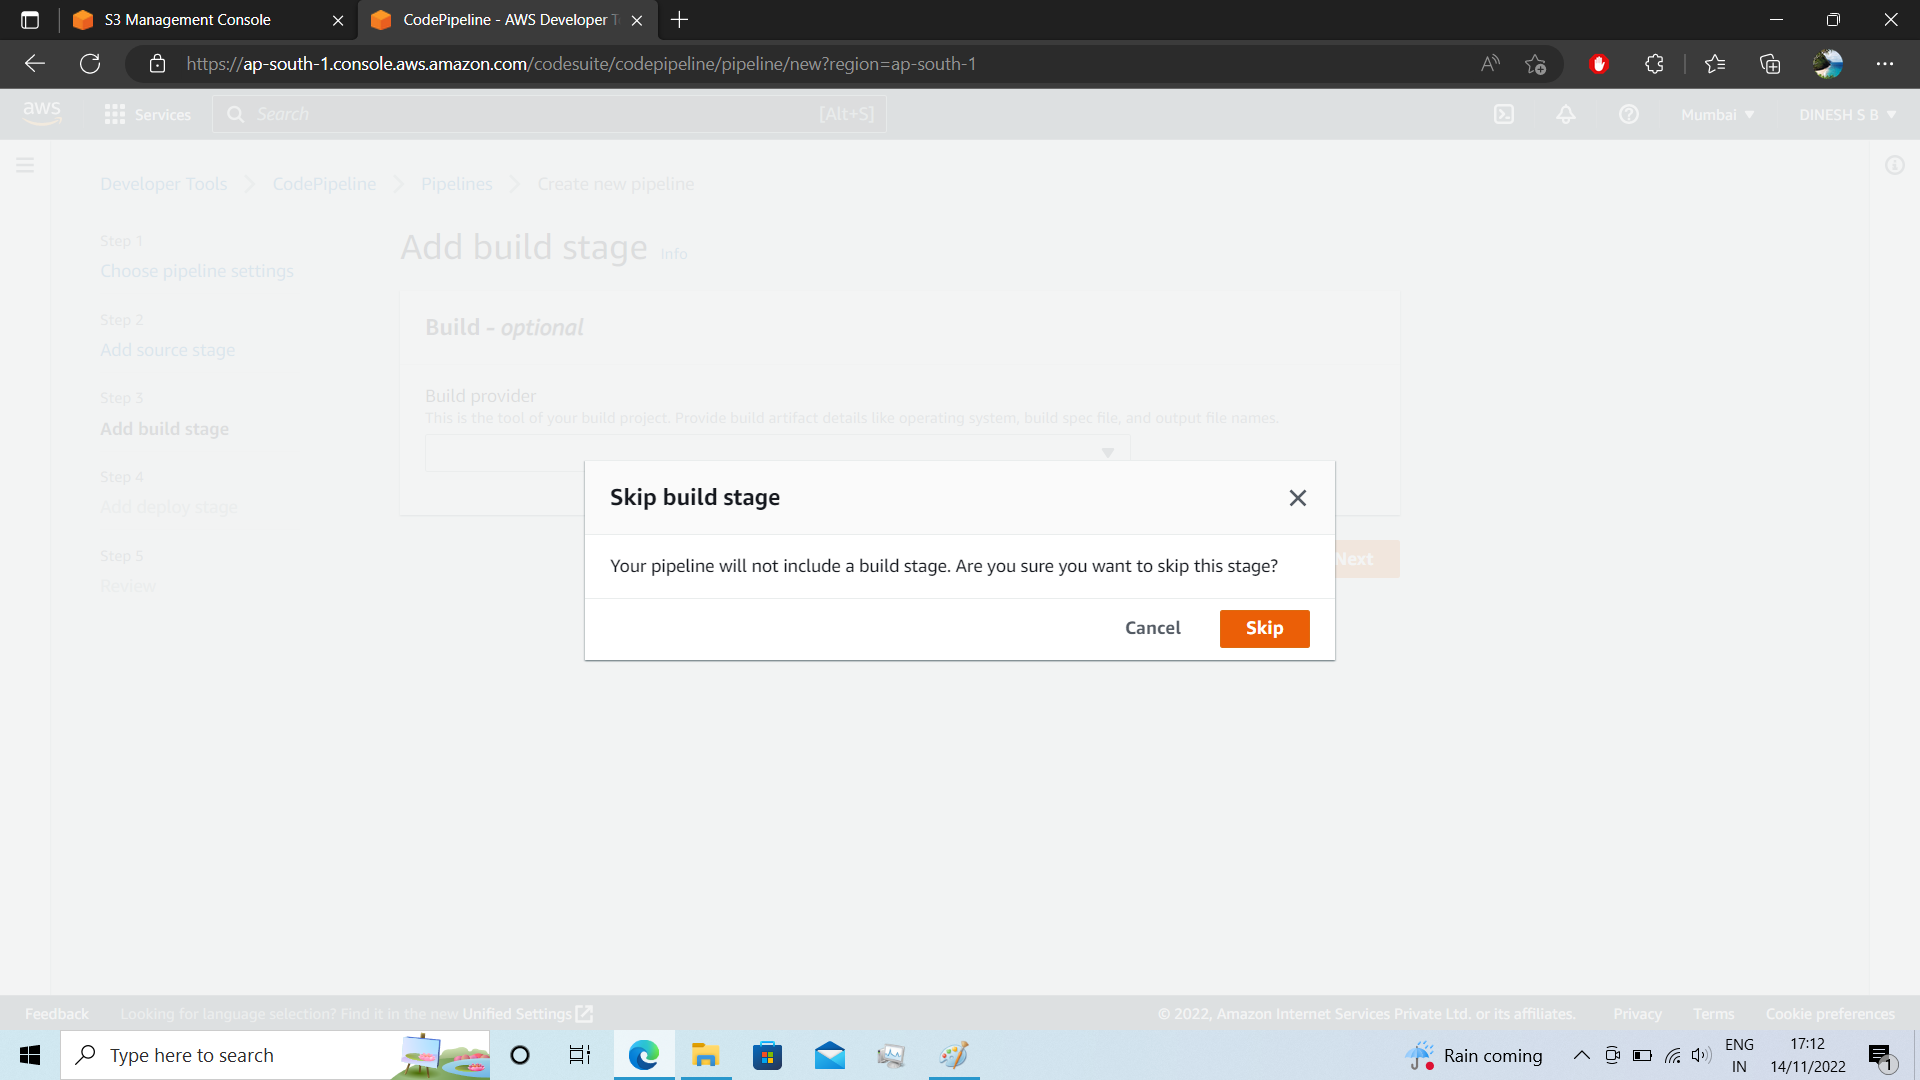 S3 Management Console
CodePipeline - AWS Developer T
https://ap-south-1.console.aws.amazon.com/codesuite/codepipeline/pipeline/new?region=ap-south-1
aws
Services
Search
[Alt+S]
Mumbai
DINESH S B
Developer Tools
CodePipeline
Pipelines
Create new pipeline
Step 1
Choose pipeline settings
Step 2
Add source stage
Step 3
Add build stage
Step 4
Add deploy stage
Step 5
Review
Add build stage Info
Build - optional
Build provider
This is the tool of your build project. Provide build artifact details like operating system, build spec file, and output file names.
Skip build stage
Your pipeline will not include a build stage. Are you sure you want to skip this stage?
Cancel
Skip
Next
Feedback
Looking for language selection? Find it in the new Unified Settings
© 2022, Amazon Internet Services Private Ltd. or its affiliates.
Privacy
Terms
Cookie preferences
Type here to search
Rain coming
ENG
IN
17:12
14/11/2022
1